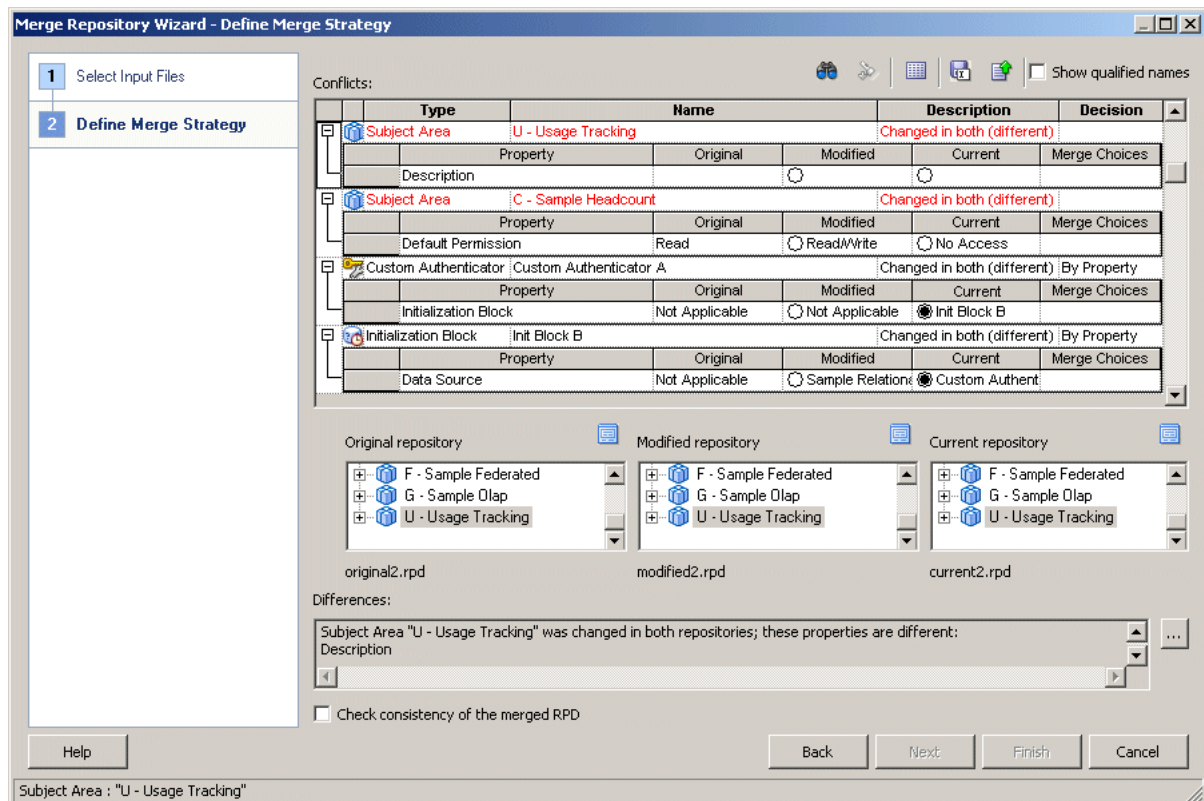 Merge Repository Wizard - Define Merge Strategy
1 Select Input Files
2 Define Merge Strategy
Conflicts:
Show qualified names
Type Name Description Decision
Subject Area U - Usage Tracking Changed in both (different)
Property Original Modified Current Merge Choices
Description
Subject Area C - Sample Headcount Changed in both (different)
Property Original Modified Current Merge Choices
Default Permission Read Read/Write No Access
Custom Authenticator Custom Authenticator A Changed in both (different) By Property
Property Original Modified Current Merge Choices
Initialization Block Not Applicable Not Applicable Init Block B
Initialization Block Init Block B Changed in both (different) By Property
Property Original Modified Current Merge Choices
Data Source Not Applicable Sample Relationa Custom Authent
Original repository Modified repository Current repository
F - Sample Federated F - Sample Federated F - Sample Federated
G - Sample Olap G - Sample Olap G - Sample Olap
U - Usage Tracking U - Usage Tracking U - Usage Tracking
original2.rpd modified2.rpd current2.rpd
Differences:
Subject Area "U - Usage Tracking" was changed in both repositories; these properties are different:
Description
...
Check consistency of the merged RPD
Help Back Next Finish Cancel
Subject Area : "U - Usage Tracking"